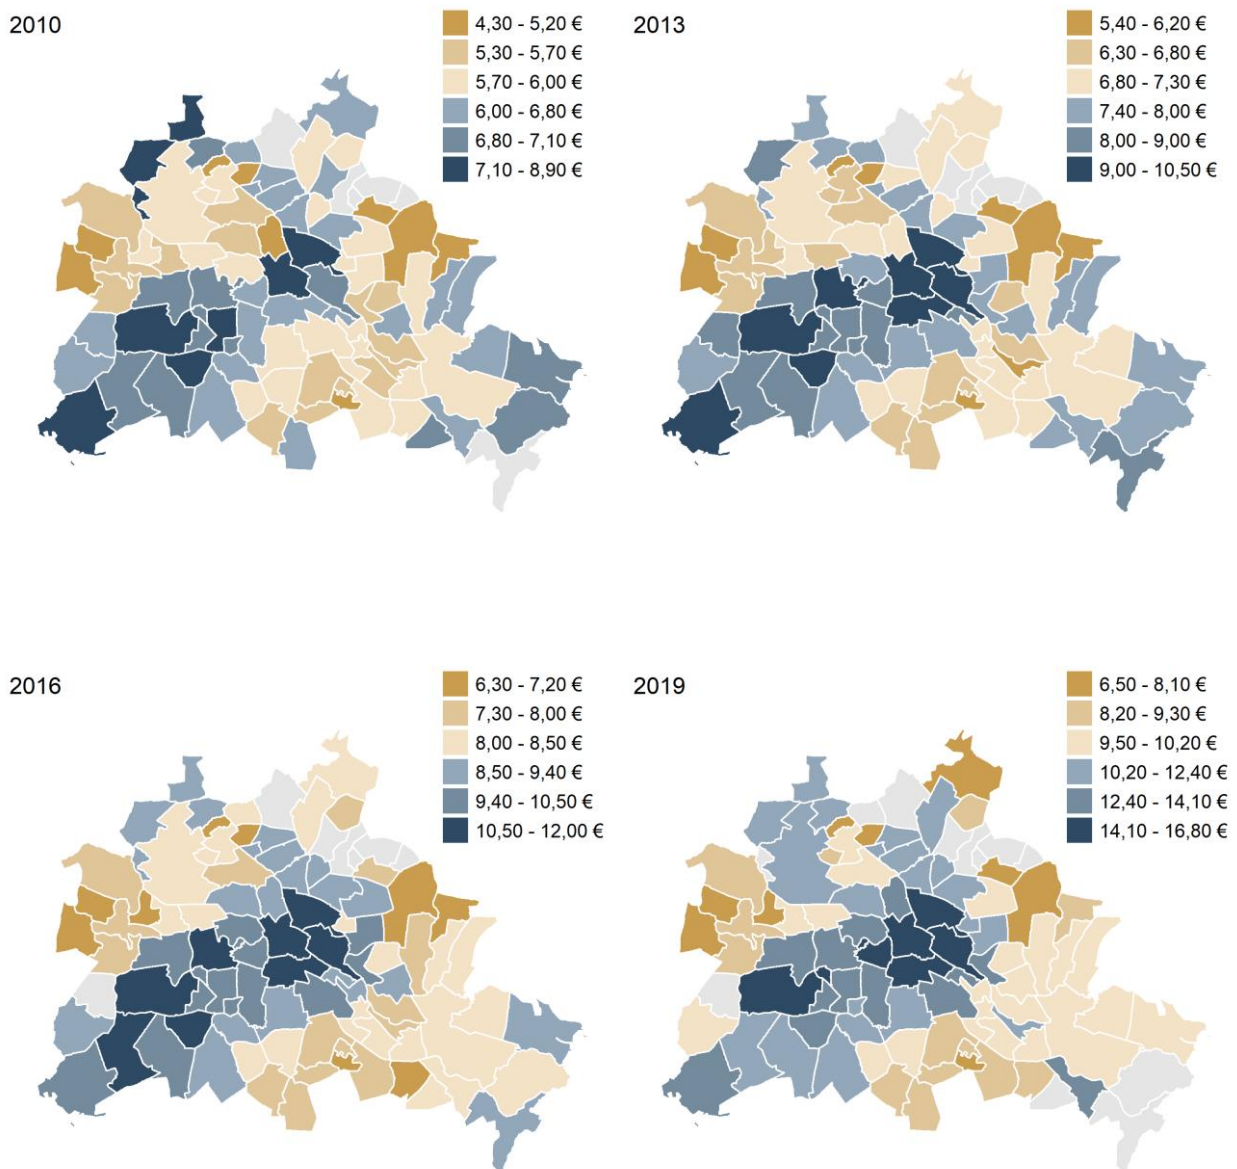 2010
4,30 - 5,20 €
5,30 - 5,70 €
5,70 - 6,00 €
6,00 - 6,80 €
6,80 - 7,10 €
7,10 - 8,90 €
2013
5,40 - 6,20 €
6,30 - 6,80 €
6,80 - 7,30 €
7,40 - 8,00 €
8,00 - 9,00 €
9,00 - 10,50 €
2016
6,30 - 7,20 €
7,30 - 8,00 €
8,00 - 8,50 €
8,50 - 9,40 €
9,40 - 10,50 €
10,50 - 12,00 €
2019
6,50 - 8,10 €
8,20 - 9,30 €
9,50 - 10,20 €
10,20 - 12,40 €
12,40 - 14,10 €
14,10 - 16,80 €